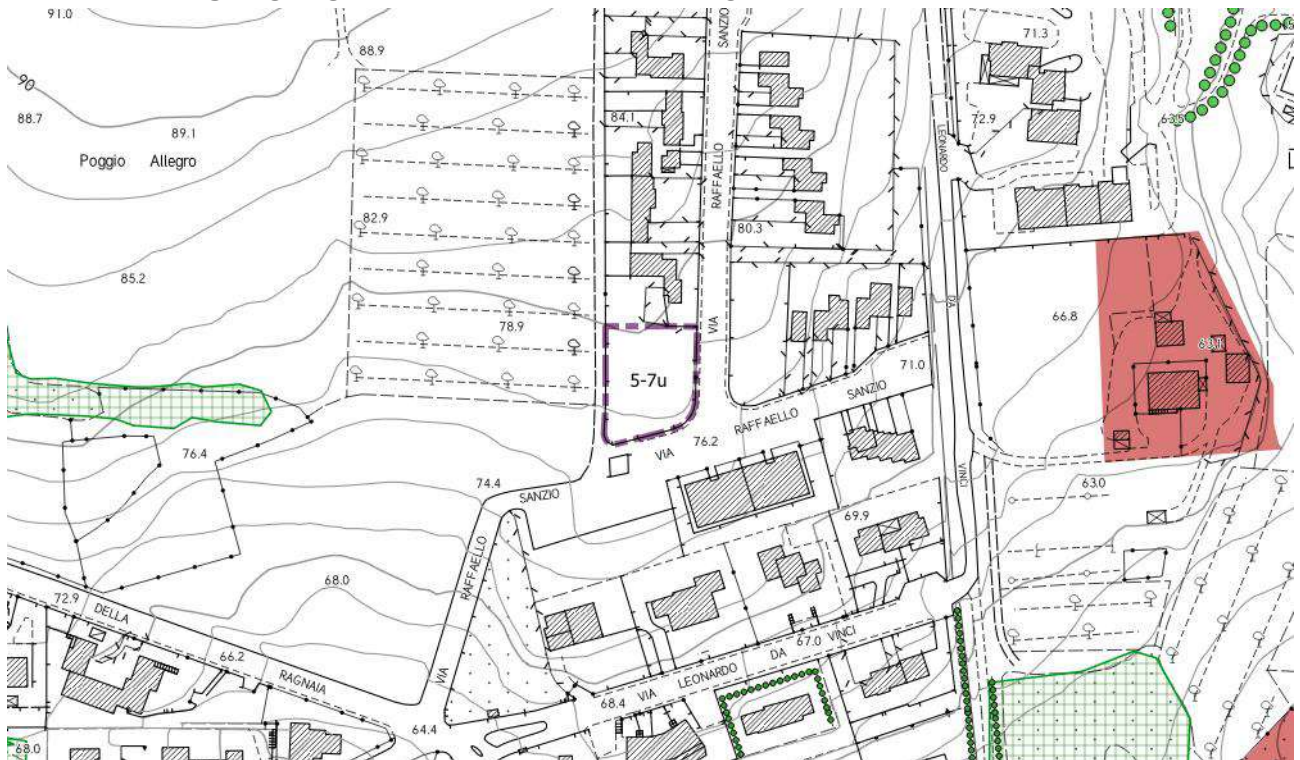 91.0
88.9
SANZIO
71.3
90
88.7
89.1
84.1
72.9
63.5
LEONARDO
Poggio Allegro
RAFFAELLO
82.9
80.3
85.2
DA
66.8
78.9
VIA
63.1
5-7u
71.0
SANZIO
RAFFAELLO
76.2
VIA
76.4
VINCI
74.4
SANZIO
63.0
69.9
RAFFAELLO
68.0
72.9
DELLA
66.2
RAGNAIA
VIA
67.0
VIA LEONARDO DA VINCI
68.4
64.4
68.0